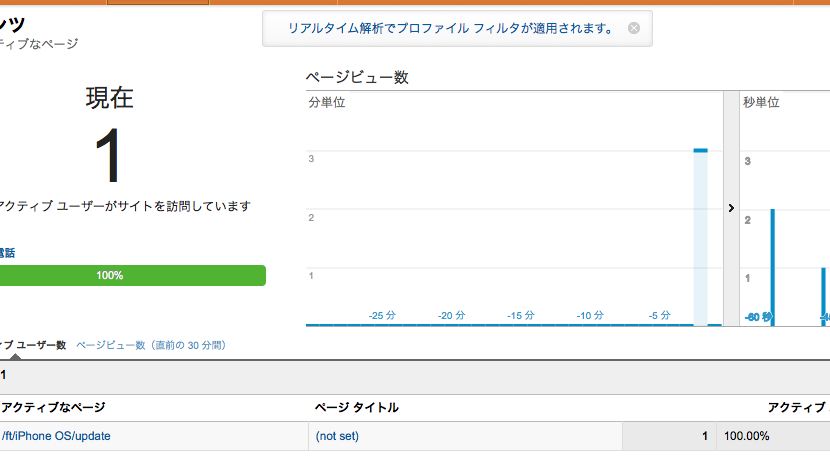 ンツ
ティブなページ
リアルタイム解析でプロファイル フィルタが適用されます。
現在
1
アクティブ ユーザーがサイトを訪問しています
電話
100%
ページビュー数
分単位
秒単位
3
3
2
2
1
1
-25 分
-20 分
-15 分
-10 分
-5 分
-60 秒
ィブ ユーザー数 ページビュー数（直前の 30 分間）
1
アクティブなページ ページ タイトル アクティブ
/ft/iPhone OS/update (not set) 1 100.00%